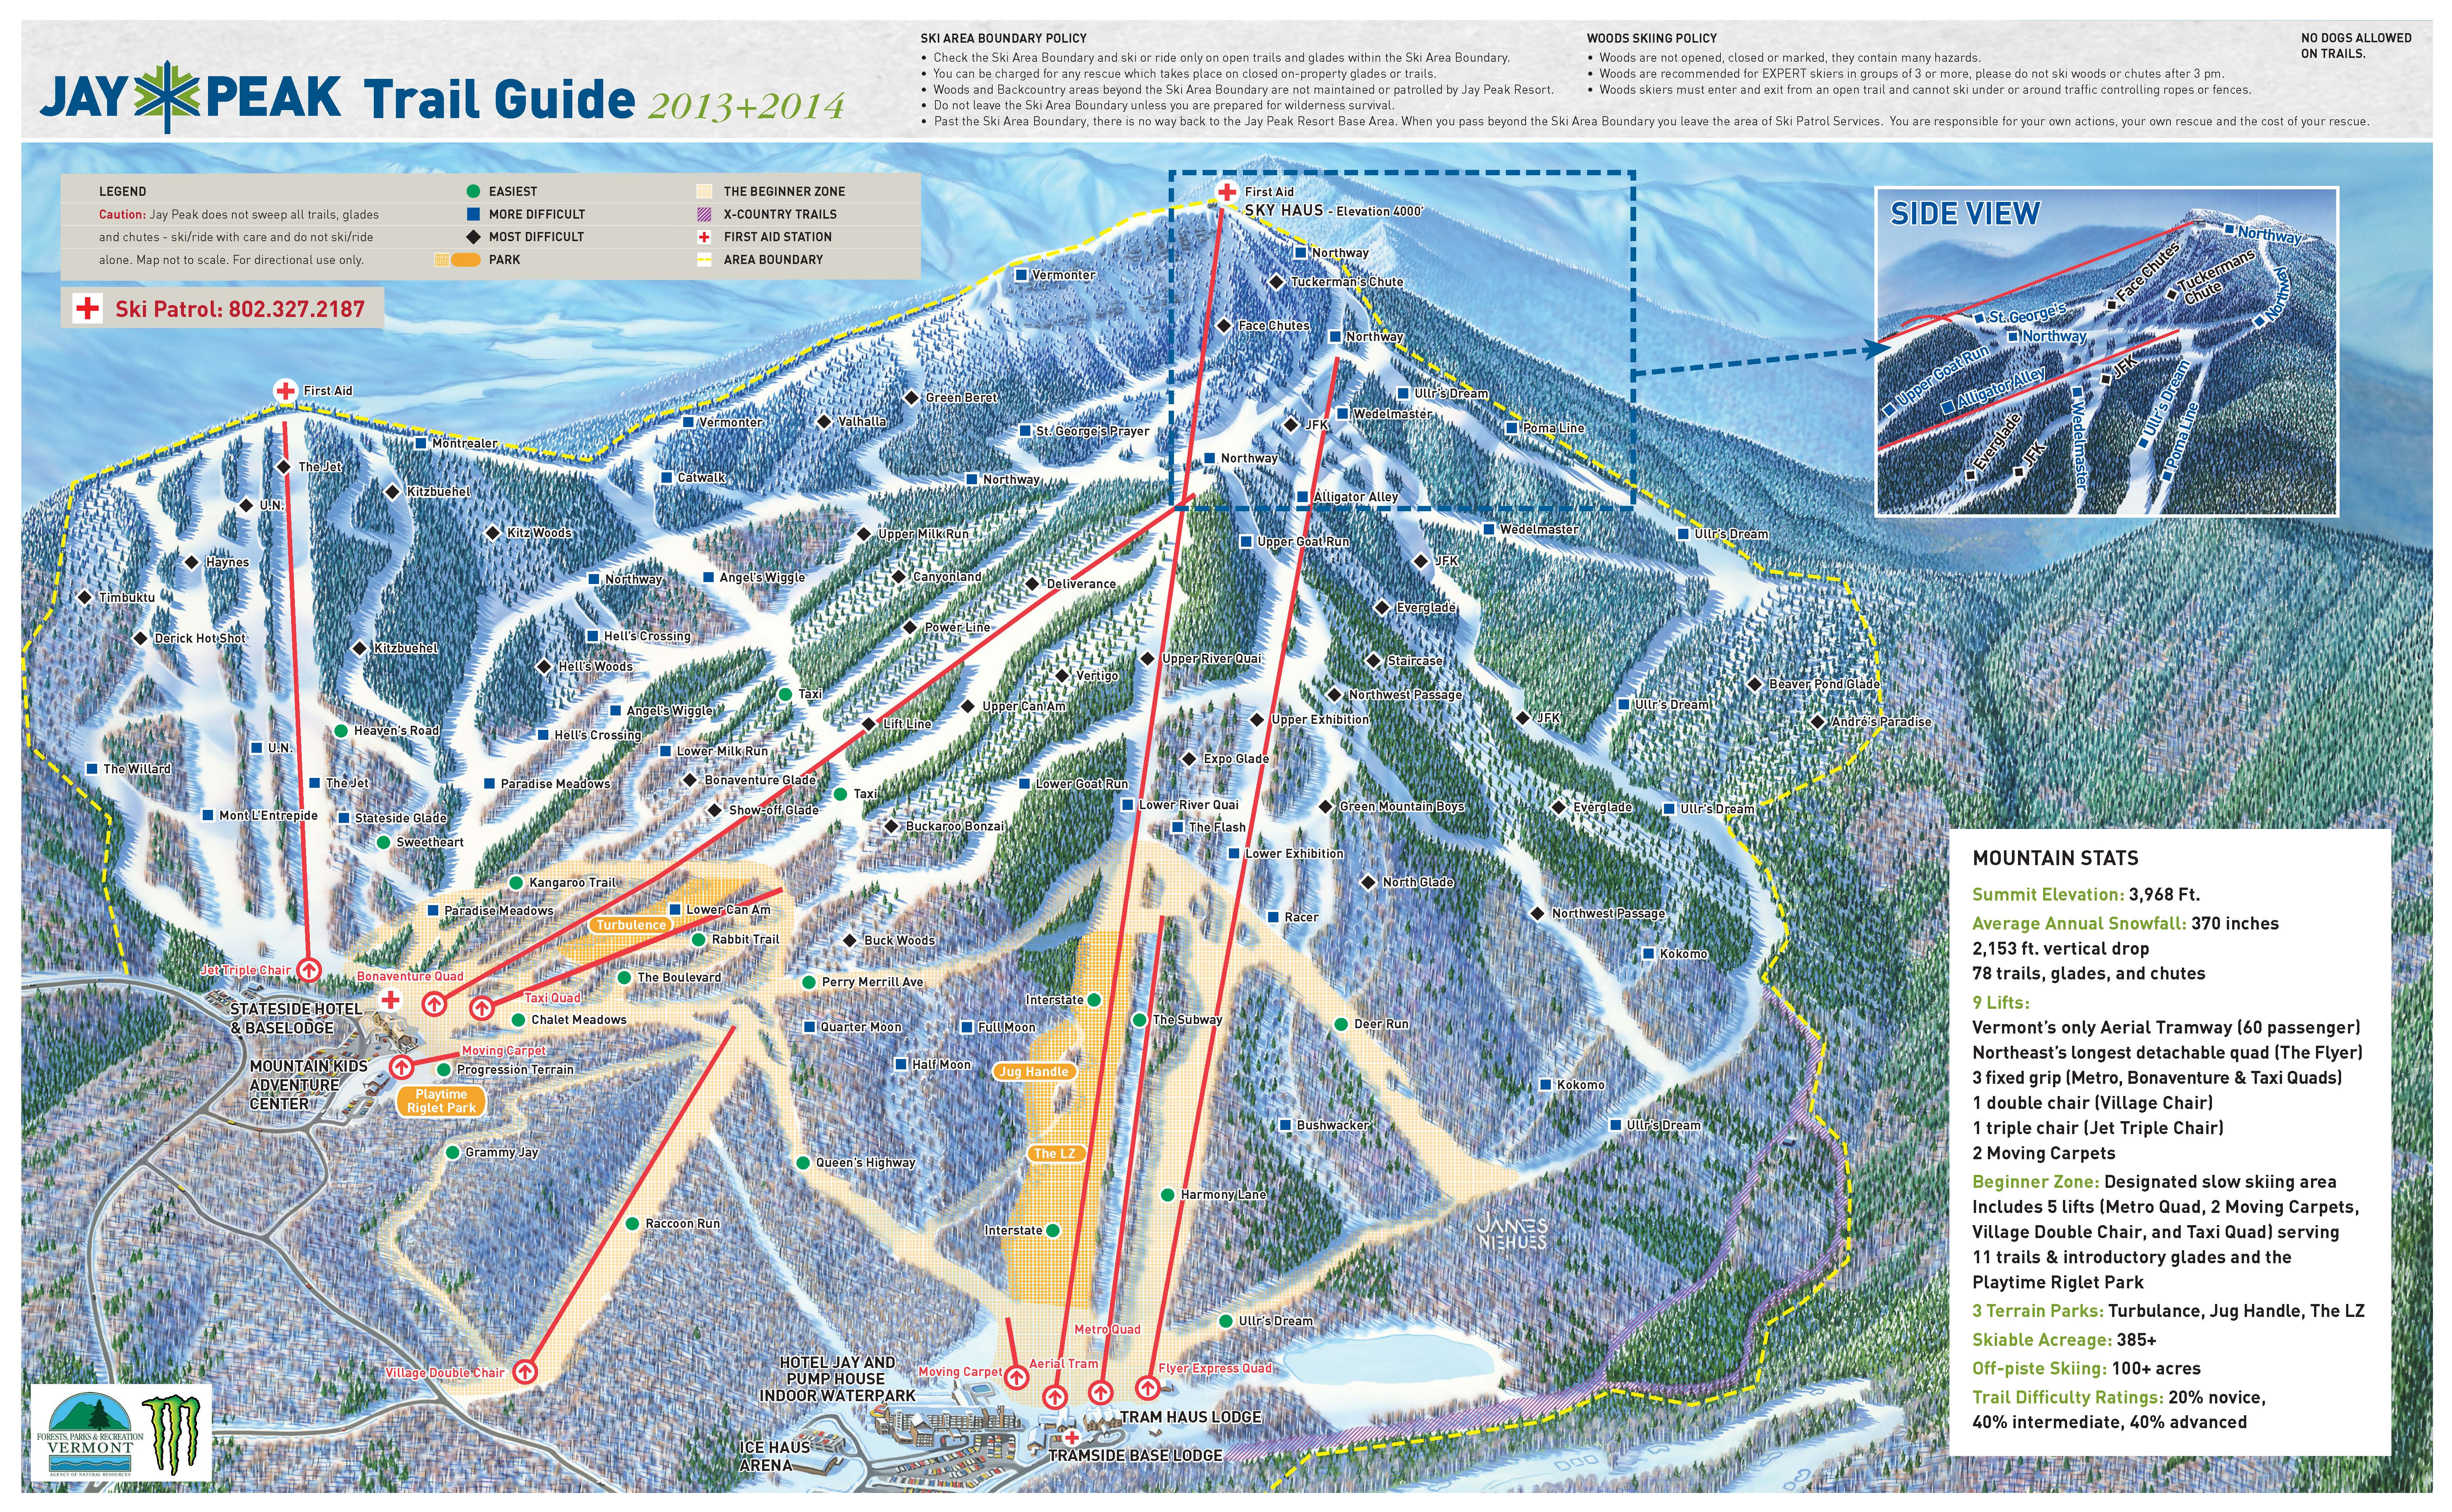 JAY PEAK Trail Guide 2013+2014
SKI AREA BOUNDARY POLICY
• Check the Ski Area Boundary and ski or ride only on open trails and glades within the Ski Area Boundary.
• You can be charged for any rescue which takes place on closed on-property glades or trails.
• Woods and Backcountry areas beyond the Ski Area Boundary are not maintained or patrolled by Jay Peak Resort.
• Do not leave the Ski Area Boundary unless you are prepared for wilderness survival.
• Past the Ski Area Boundary, there is no way back to the Jay Peak Resort Base Area. When you pass beyond the Ski Area Boundary you leave the area of Ski Patrol Services. You are responsible for your own actions, your own rescue and the cost of your rescue.
WOODS SKIING POLICY
• Woods are not opened, closed or marked, they contain many hazards.
• Woods are recommended for EXPERT skiers in groups of 3 or more, please do not ski woods or chutes after 3 pm.
• Woods skiers must enter and exit from an open trail and cannot ski under or around traffic controlling ropes or fences.
NO DOGS ALLOWED
ON TRAILS.
LEGEND
Caution: Jay Peak does not sweep all trails, glades
and chutes - ski/ride with care and do not ski/ride
alone. Map not to scale. For directional use only.
EASIEST
MORE DIFFICULT
MOST DIFFICULT
PARK
THE BEGINNER ZONE
X-COUNTRY TRAILS
FIRST AID STATION
AREA BOUNDARY
Ski Patrol: 802.327.2187
First Aid
SKY HAUS - Elevation 4000'
Northway
Vermonter
Tuckerman's Chute
Face Chutes
Northway
SIDE VIEW
Northway
Face Chutes
Tuckermans
Chute
Northway
St. George's
Northway
Upper Goat Run
Alligator Alley
JFK
Everglade
JFK
Wedelmaster
Ullr's Dream
Poma Line
First Aid
Green Beret
Ullr's Dream
Wedelmaster
Vermonter
Valhalla
St. George's Prayer
JFK
Poma Line
Montrealer
Northway
The Jet
Catwalk
Northway
Kitzbuehel
Alligator Alley
U.N.
Kitz Woods
Upper Milk Run
Upper Goat Run
Wedelmaster
Ullr's Dream
Haynes
Northway
Angel's Wiggle
Canyonland
Deliverance
JFK
Timbuktu
Everglade
Power Line
Derick Hot Shot
Hell's Crossing
Kitzbuehel
Hell's Woods
Upper River Quai
Staircase
Vertigo
Taxi
Northwest Passage
Beaver Pond Glade
Angel's Wiggle
Upper Can Am
Ullr's Dream
Lift Line
Upper Exhibition
JFK
André's Paradise
Heaven's Road
Hell's Crossing
U.N.
Lower Milk Run
Expo Glade
The Willard
The Jet
Paradise Meadows
Bonaventure Glade
Lower Goat Run
Taxi
Show-off Glade
Lower River Quai
Green Mountain Boys
Everglade
Ullr's Dream
Mont L'Entrepide
Stateside Glade
Buckaroo Bonzai
The Flash
Sweetheart
Lower Exhibition
Kangaroo Trail
North Glade
Paradise Meadows
Lower Can Am
Turbulence
Racer
Northwest Passage
Rabbit Trail
Buck Woods
Kokomo
Jet Triple Chair
Bonaventure Quad
The Boulevard
Perry Merrill Ave
Taxi Quad
Interstate
STATESIDE HOTEL
& BASELODGE
Chalet Meadows
Quarter Moon
Full Moon
The Subway
Deer Run
Moving Carpet
MOUNTAIN KIDS
ADVENTURE
CENTER
Progression Terrain
Half Moon
Jug Handle
Kokomo
Playtime
Riglet Park
Bushwacker
Ullr's Dream
Grammy Jay
Queen's Highway
The LZ
Harmony Lane
Raccoon Run
Interstate
JAMES
NIEHUES
Ullr's Dream
Metro Quad
Village Double Chair
HOTEL JAY AND
PUMP HOUSE
INDOOR WATERPARK
Moving Carpet
Aerial Tram
Flyer Express Quad
TRAM HAUS LODGE
ICE HAUS
ARENA
TRAMSIDE BASE LODGE
MOUNTAIN STATS
Summit Elevation: 3,968 Ft.
Average Annual Snowfall: 370 inches
2,153 ft. vertical drop
78 trails, glades, and chutes
9 Lifts:
Vermont's only Aerial Tramway (60 passenger)
Northeast's longest detachable quad (The Flyer)
3 fixed grip (Metro, Bonaventure & Taxi Quads)
1 double chair (Village Chair)
1 triple chair (Jet Triple Chair)
2 Moving Carpets
Beginner Zone: Designated slow skiing area
Includes 5 lifts (Metro Quad, 2 Moving Carpets,
Village Double Chair, and Taxi Quad) serving
11 trails & introductory glades and the
Playtime Riglet Park
3 Terrain Parks: Turbulance, Jug Handle, The LZ
Skiable Acreage: 385+
Off-piste Skiing: 100+ acres
Trail Difficulty Ratings: 20% novice,
40% intermediate, 40% advanced
FORESTS, PARKS & RECREATION
VERMONT
AGENCY OF NATURAL RESOURCES